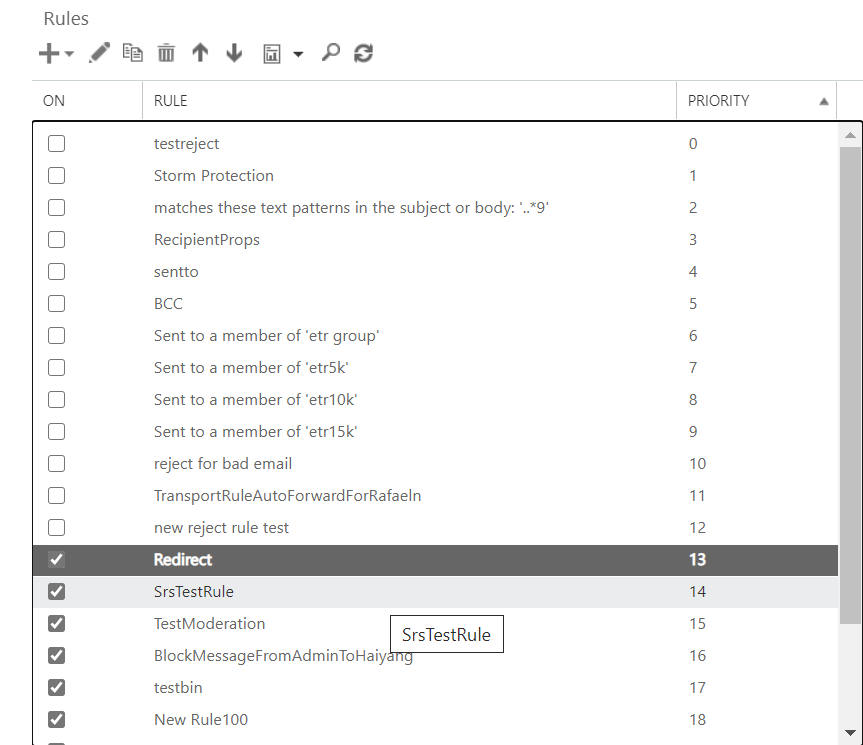 Rules
ON RULE PRIORITY
testreject 0
Storm Protection 1
matches these text patterns in the subject or body: '..*9' 2
RecipientProps 3
sentto 4
BCC 5
Sent to a member of 'etr group' 6
Sent to a member of 'etr5k' 7
Sent to a member of 'etr10k' 8
Sent to a member of 'etr15k' 9
reject for bad email 10
TransportRuleAutoForwardForRafaeln 11
new reject rule test 12
Redirect 13
SrsTestRule 14
TestModeration 15
SrsTestRule
BlockMessageFromAdminToHaiyang 16
testbin 17
New Rule100 18